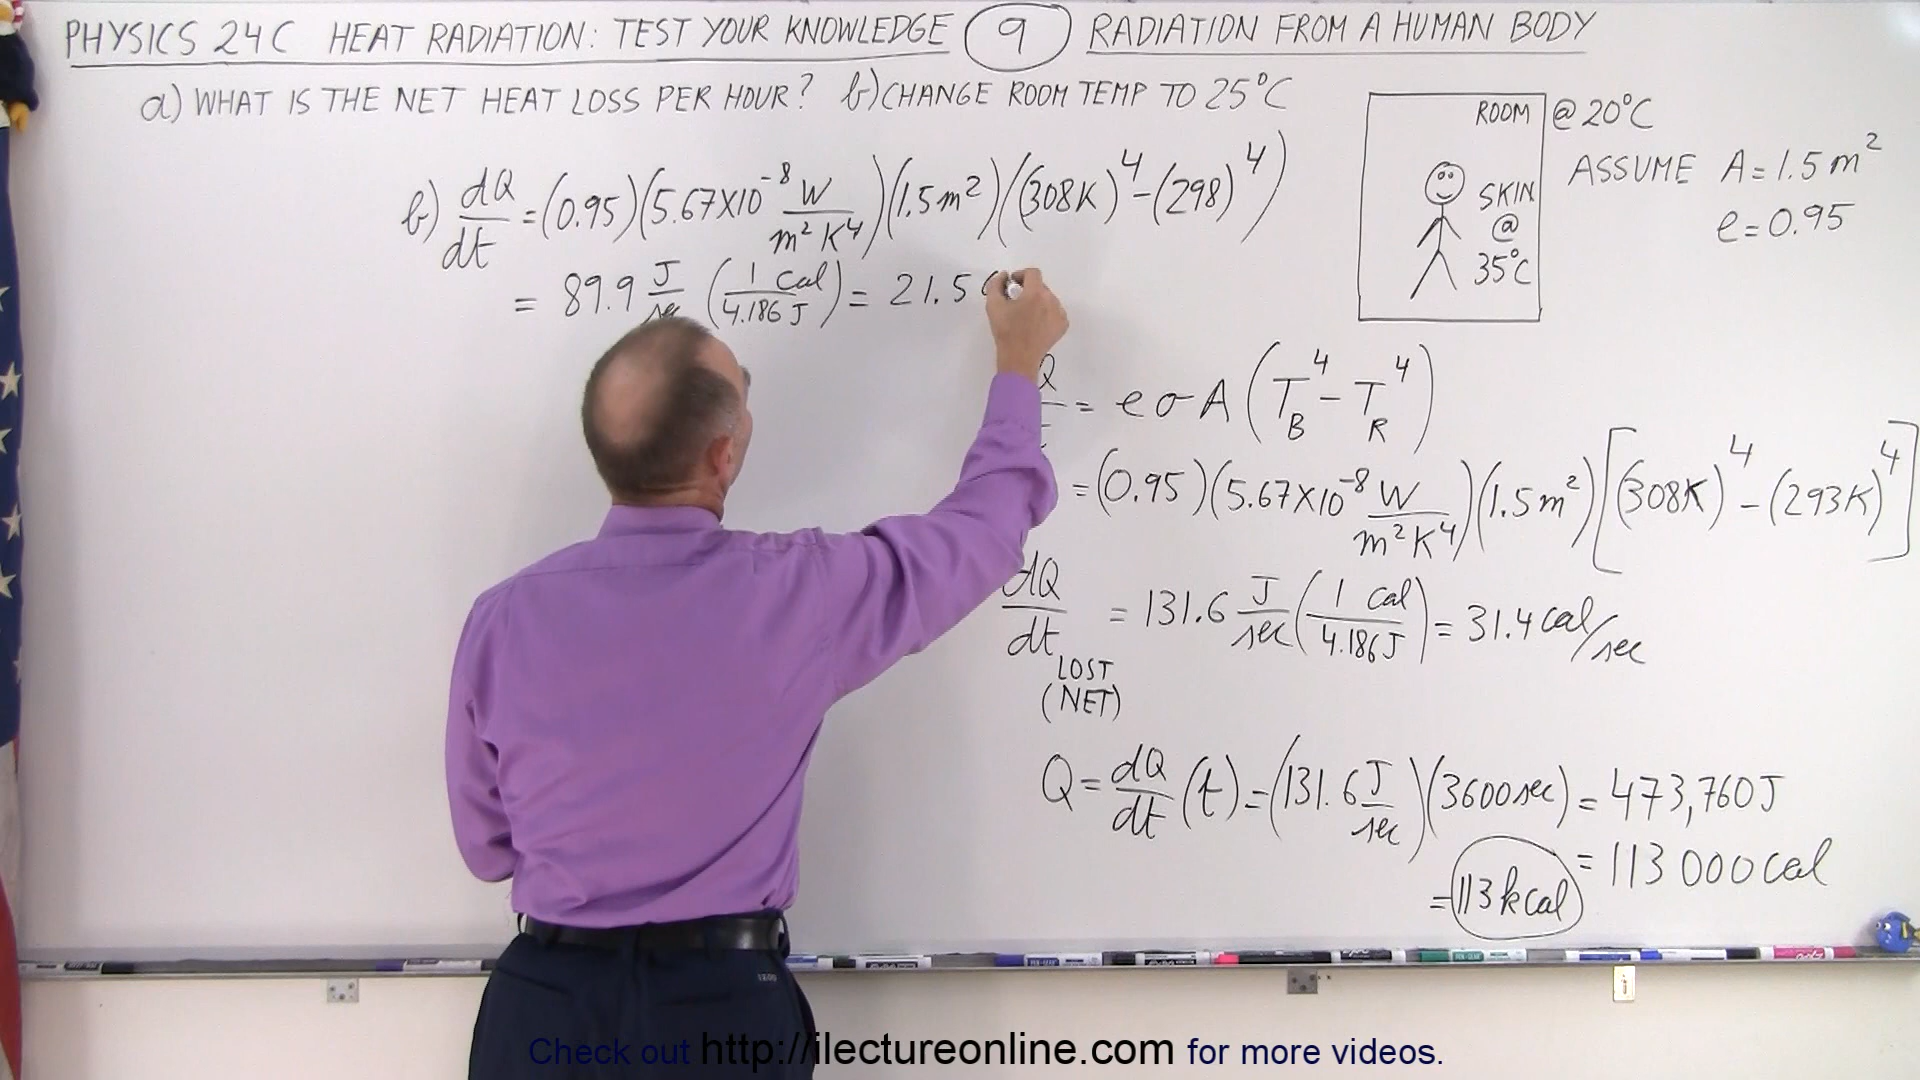 PHYSICS 24C HEAT RADIATION: TEST YOUR KNOWLEDGE 9 RADIATION FROM A HUMAN BODY
a) WHAT IS THE NET HEAT LOSS PER HOUR? b) CHANGE ROOM TEMP TO 25°C
ROOM @ 20°C
SKIN
@
35°C
ASSUME A = 1.5 m²
e = 0.95
b) dQ/dt = (0.95)(5.67X10⁻⁸ W/m²K⁴)(1.5m²)((308K)⁴-(298)⁴)
= 89.9 J/sec (1 cal/4.186 J) = 21.5
= e σ A (T_B⁴ - T_R⁴)
= (0.95)(5.67X10⁻⁸ W/m²K⁴)(1.5m²)[(308K)⁴ - (293K)⁴]
dQ/dt LOST (NET) = 131.6 J/sec (1 cal/4.186J) = 31.4 cal/sec
Q = dQ/dt (t) = (131.6 J/sec)(3600 sec) = 473,760 J
= 113 000 cal
= 113 kcal
Check out http://ilectureonline.com for more videos.